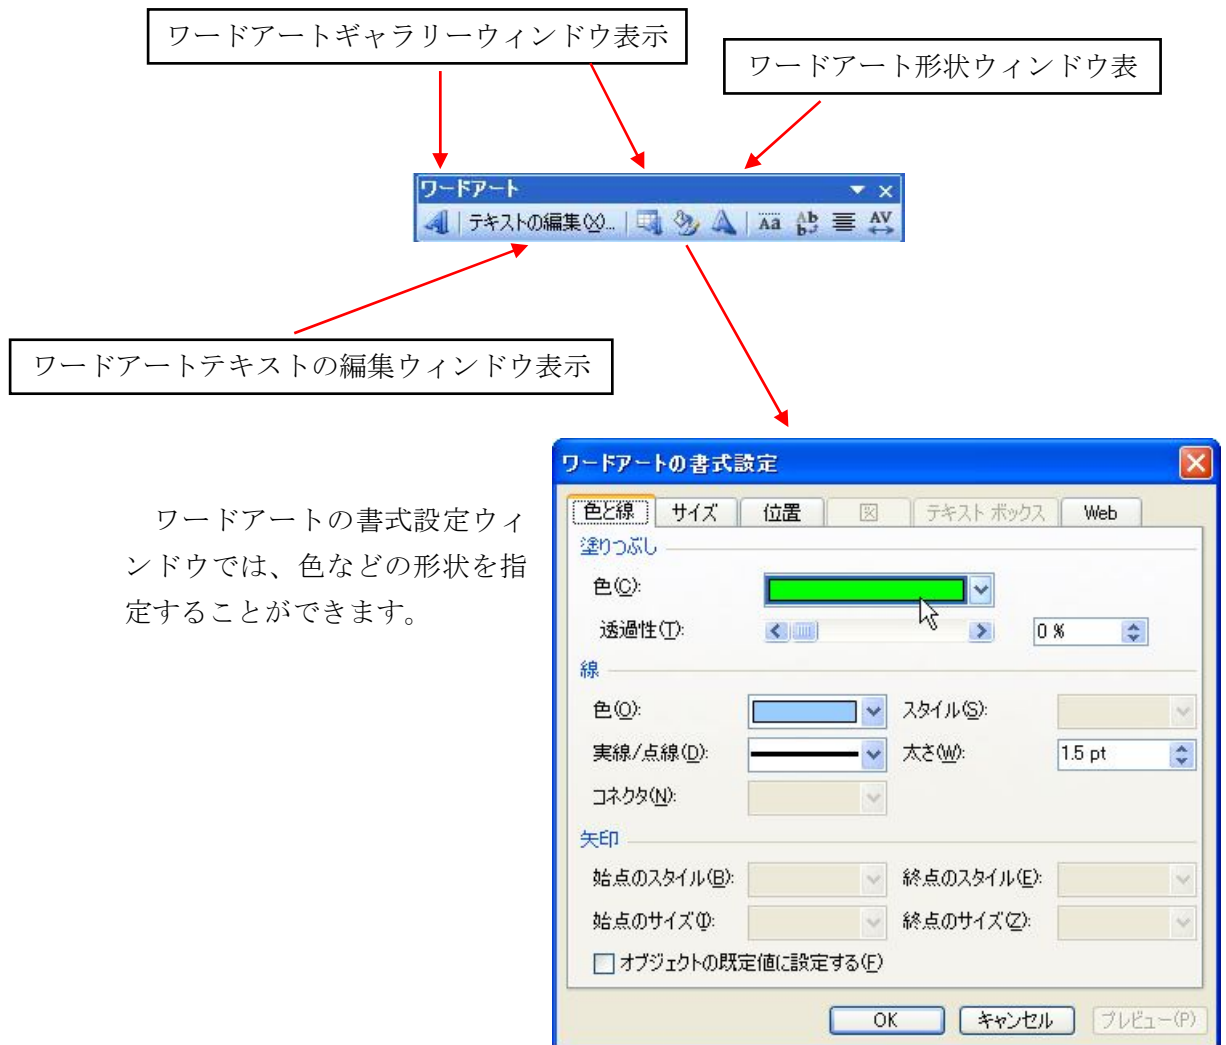 ワードアートギャラリーウィンドウ表示
ワードアート形状ウィンドウ表
ワードアート
テキストの編集(X)...
Aa
Ab
b
AV
ワードアートテキストの編集ウィンドウ表示
ワードアートの書式設定ウィ
ンドウでは、色などの形状を指
定することができます。
ワードアートの書式設定
色と線 サイズ 位置 図 テキスト ボックス Web
塗りつぶし
色(C):
透過性(T): 0 %
線
色(O): スタイル(S):
実線/点線(D): 太さ(W): 1.5 pt
コネクタ(N):
矢印
始点のスタイル(B): 終点のスタイル(E):
始点のサイズ(I): 終点のサイズ(Z):
オブジェクトの既定値に設定する(F)
OK キャンセル プレビュー(P)